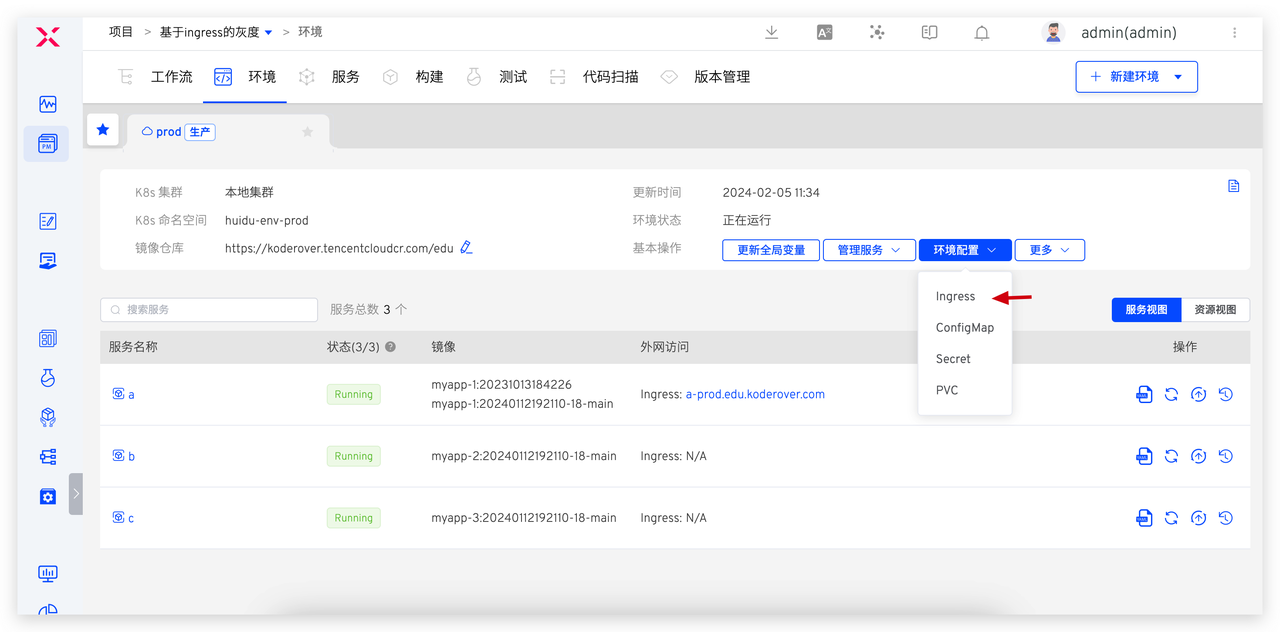 项目 > 基于ingress的灰度 > 环境
admin(admin)
工作流 环境 服务 构建 测试 代码扫描 版本管理
+ 新建环境
prod 生产
K8s 集群 本地集群
更新时间 2024-02-05 11:34
K8s 命名空间 huidu-env-prod
环境状态 正在运行
镜像仓库 https://koderover.tencentcloudcr.com/edu
基本操作 更新全局变量 管理服务 环境配置 更多
Ingress
ConfigMap
Secret
PVC
搜索服务 服务总数 3 个
服务视图 资源视图
服务名称 状态(3/3) 镜像 外网访问 操作
a Running myapp-1:20231013184226
myapp-1:20240112192110-18-main
Ingress: a-prod.edu.koderover.com
b Running myapp-2:20240112192110-18-main Ingress: N/A
c Running myapp-3:20240112192110-18-main Ingress: N/A